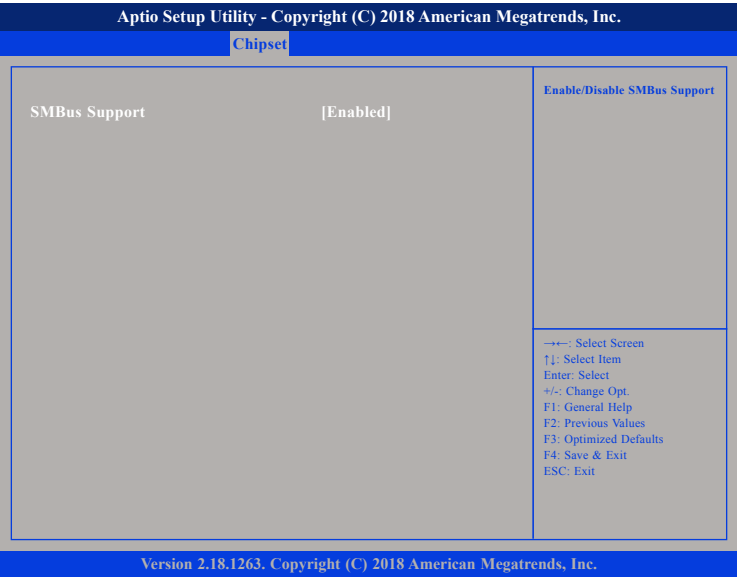 Aptio Setup Utility - Copyright (C) 2018 American Megatrends, Inc.
Chipset
SMBus Support [Enabled]
Enable/Disable SMBus Support
→←: Select Screen
↑↓: Select Item
Enter: Select
+/-: Change Opt.
F1: General Help
F2: Previous Values
F3: Optimized Defaults
F4: Save & Exit
ESC: Exit
Version 2.18.1263. Copyright (C) 2018 American Megatrends, Inc.